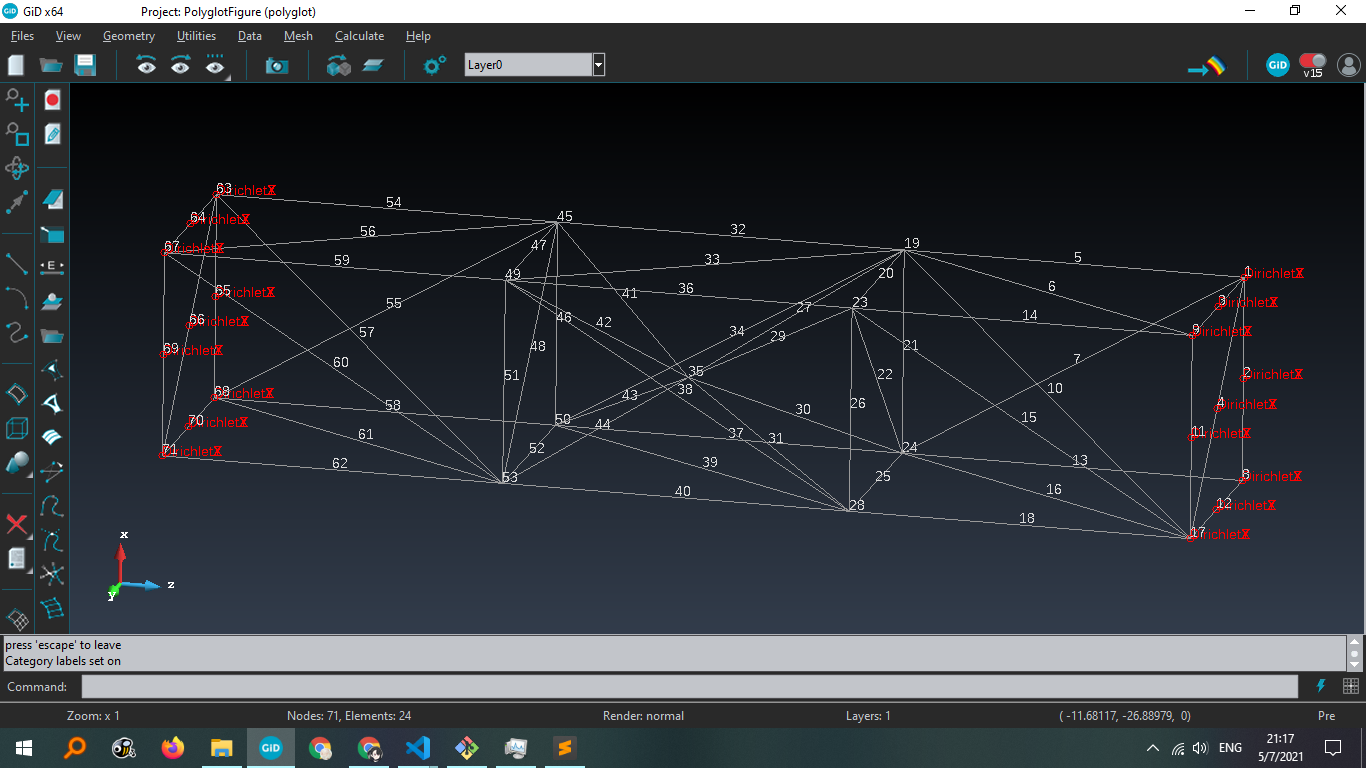 GiD x64 Project: PolyglotFigure (polyglot)
Files View Geometry Utilities Data Mesh Calculate Help
Layer0
GiD
v15
E
63 DirichletX
54
64 DirichletX
45
56
32
67 DirichletX
47
19
59
33
5
1 DirichletX
49
20
65 DirichletX
41
36
6
3 DirichletX
55
27
23
46
42
14
66 DirichletX
57
34
29
9 DirichletX
69 DirichletX
48
21
60
35
7
51
22
2 DirichletX
68 DirichletX
43
38
10
58
26
4 DirichletX
30
70 DirichletX
50
44
15
61
37
31
11 DirichletX
71 DirichletX
52
24
62
39
13
53
25
8 DirichletX
40
16
28
12 DirichletX
18
17 DirichletX
x
z
y
press 'escape' to leave
Category labels set on
Command:
Zoom: x 1 Nodes: 71, Elements: 24 Render: normal Layers: 1 ( -11.68117, -26.88979, 0) Pre
GiD
ENG
21:17
5/7/2021